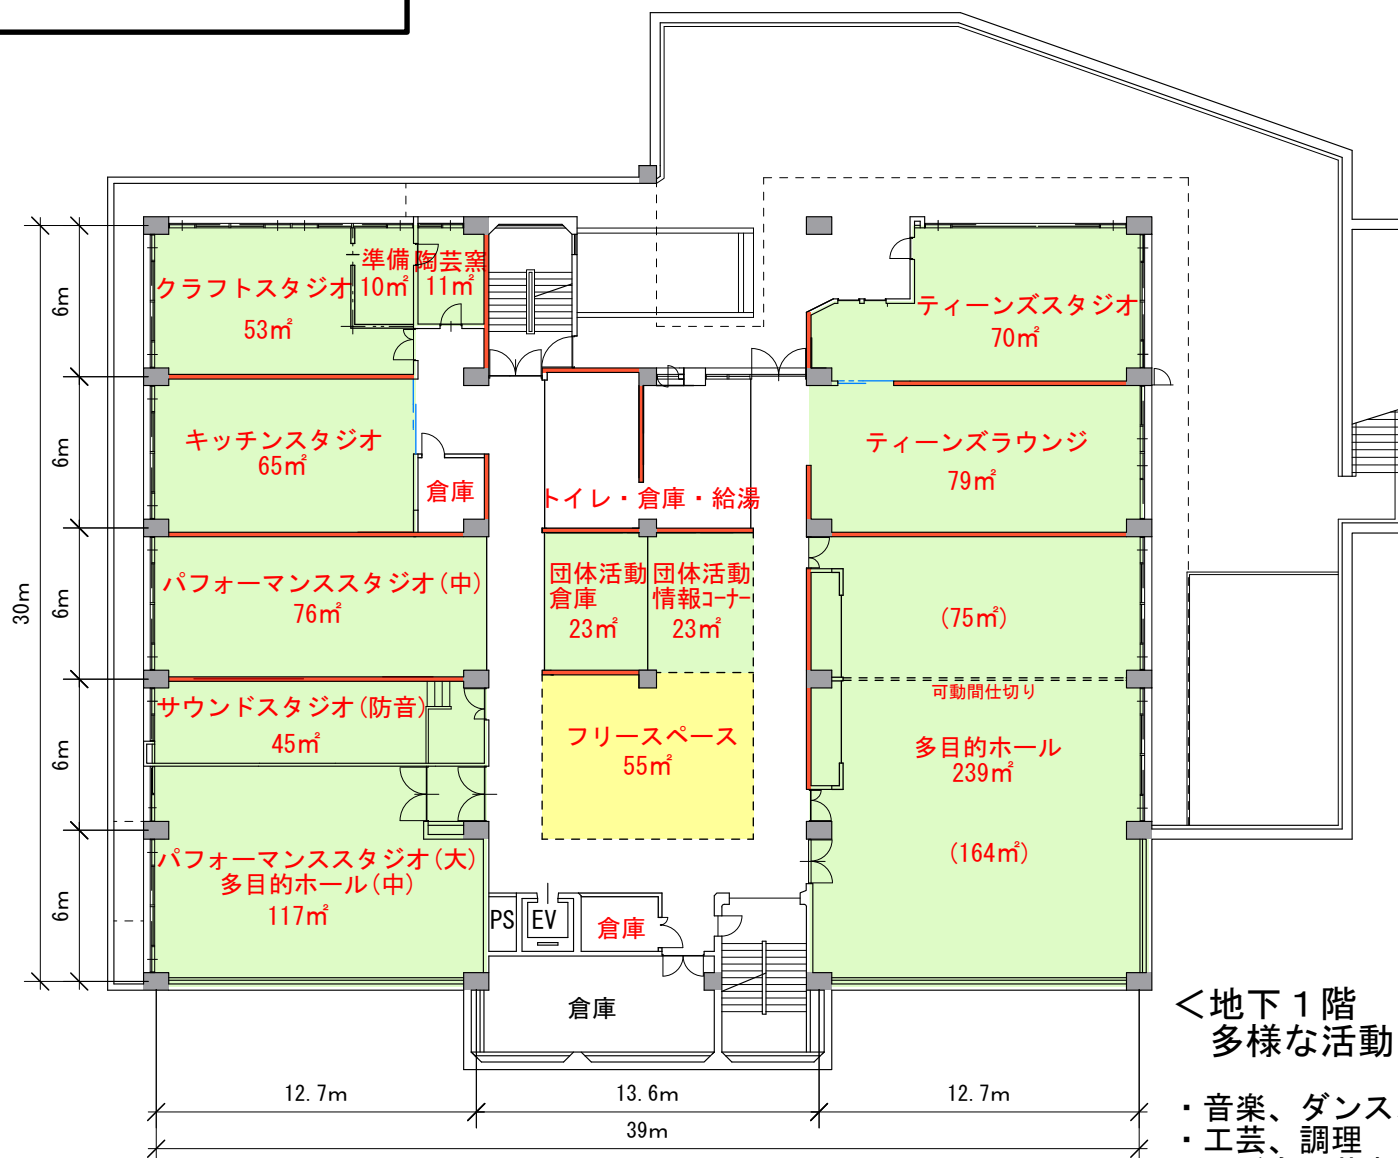 クラフトスタジオ
53㎡
準備
10㎡
陶芸窯
11㎡
ティーンズスタジオ
70㎡
キッチンスタジオ
65㎡
倉庫
トイレ・倉庫・給湯
ティーンズラウンジ
79㎡
パフォーマンススタジオ(中)
76㎡
団体活動
倉庫
23㎡
団体活動
情報コーナー
23㎡
(75㎡)
可動間仕切り
サウンドスタジオ(防音)
45㎡
フリースペース
55㎡
多目的ホール
239㎡
(164㎡)
パフォーマンススタジオ(大)
多目的ホール(中)
117㎡
PS
EV
倉庫
倉庫
6m
6m
6m
6m
6m
30m
12.7m
13.6m
12.7m
39m
＜地下１階
多様な活動
・音楽、ダンス
・工芸、調理